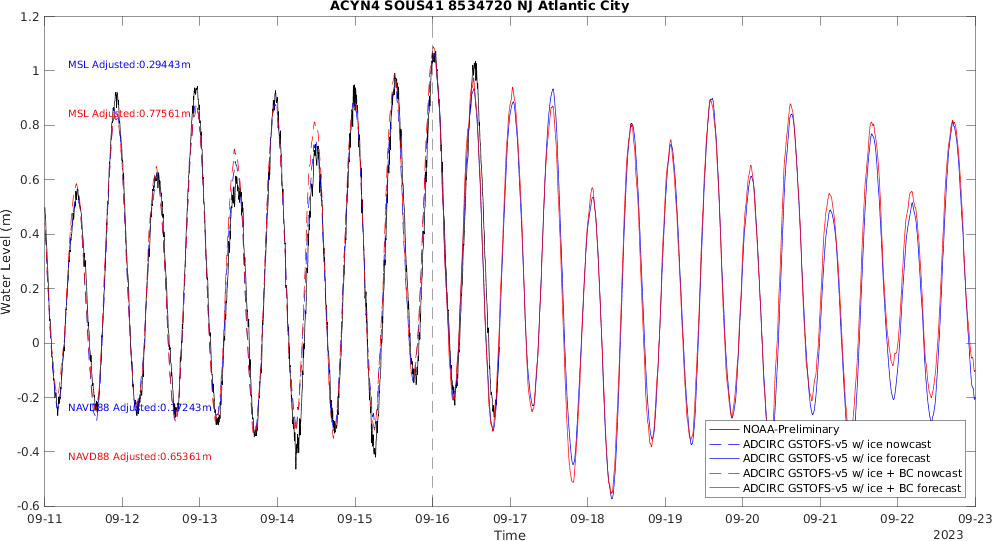 ACYN4 SOUS41 8534720 NJ Atlantic City
1.2
1
0.8
0.6
0.4
0.2
0
-0.2
-0.4
-0.6
Water Level (m)
MSL Adjusted:0.29443m
MSL Adjusted:0.77561m
NAVD88 Adjusted:0.17243m
NAVD88 Adjusted:0.65361m
NOAA-Preliminary
ADCIRC GSTOFS-v5 w/ ice nowcast
ADCIRC GSTOFS-v5 w/ ice forecast
ADCIRC GSTOFS-v5 w/ ice + BC nowcast
ADCIRC GSTOFS-v5 w/ ice + BC forecast
09-11 09-12 09-13 09-14 09-15 09-16 09-17 09-18 09-19 09-20 09-21 09-22 09-23
Time
2023